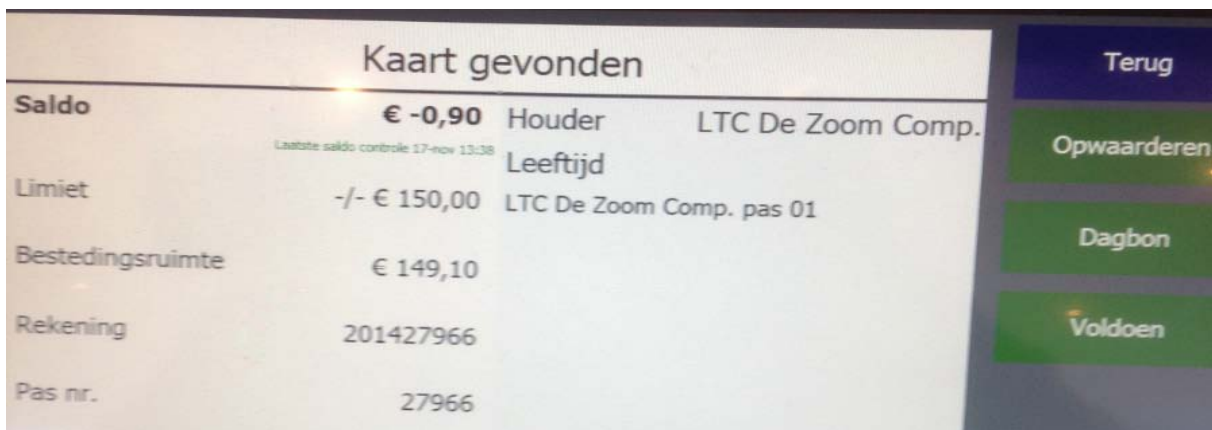 Kaart gevonden
Saldo € -0,90
Laatste saldo controle 17-nov 13:38
Limiet -/- € 150,00
Bestedingsruimte € 149,10
Rekening 201427966
Pas nr. 27966
Houder LTC De Zoom Comp.
Leeftijd
LTC De Zoom Comp. pas 01
Terug
Opwaarderen
Dagbon
Voldoen